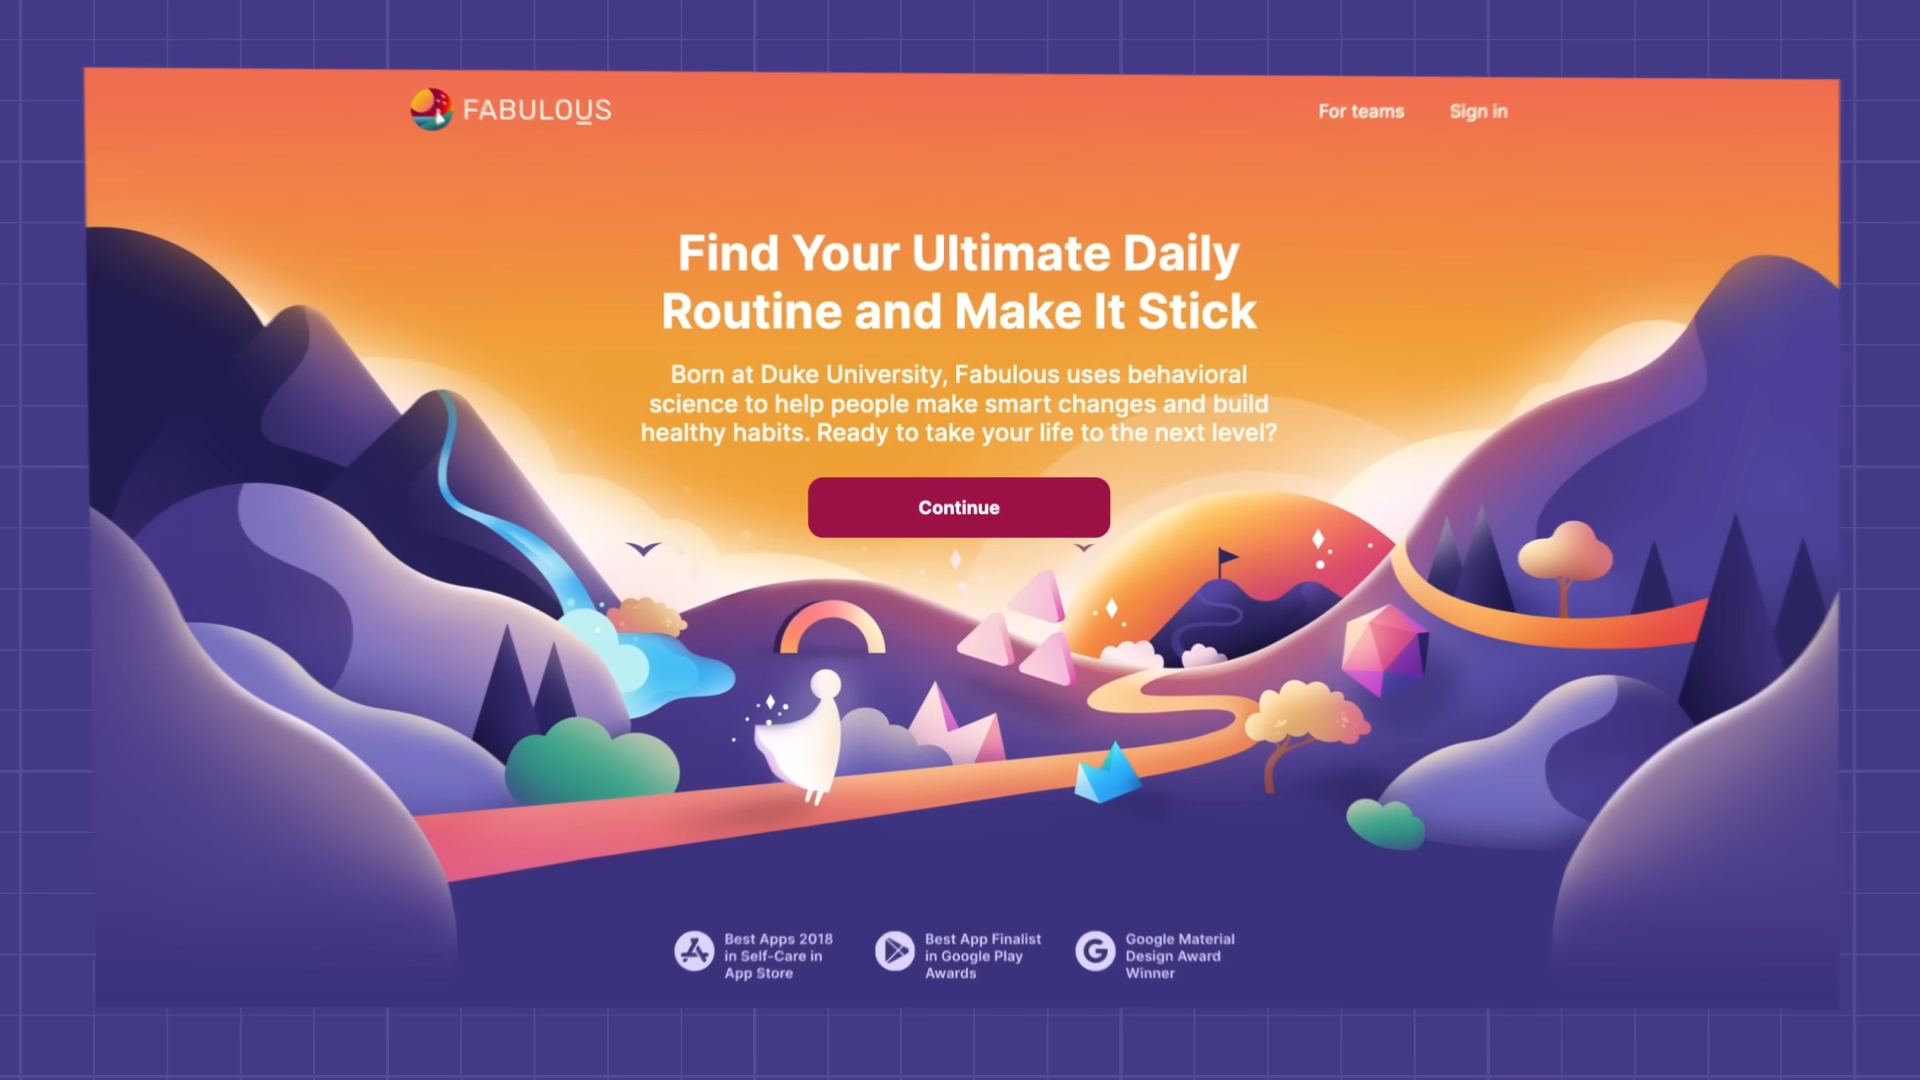 FABULOUS
For teams
Sign in
Find Your Ultimate Daily
Routine and Make It Stick
Born at Duke University, Fabulous uses behavioral
science to help people make smart changes and build
healthy habits. Ready to take your life to the next level?
Continue
Best Apps 2018
in Self-Care in
App Store
Best App Finalist
in Google Play
Awards
Google Material
Design Award
Winner